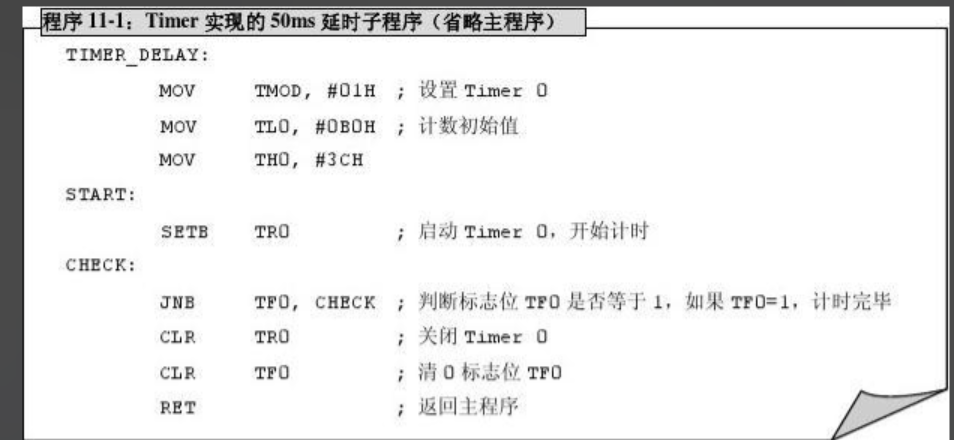 程序 11-1：Timer 实现的 50ms 延时子程序（省略主程序）
TIMER_DELAY:
MOV TMOD, #01H ; 设置 Timer 0
MOV TL0, #0B0H ; 计数初始值
MOV TH0, #3CH
START:
SETB TR0 ; 启动 Timer 0，开始计时
CHECK:
JNB TF0, CHECK ; 判断标志位 TF0 是否等于 1，如果 TF0=1，计时完毕
CLR TR0 ; 关闭 Timer 0
CLR TF0 ; 清 0 标志位 TF0
RET ; 返回主程序